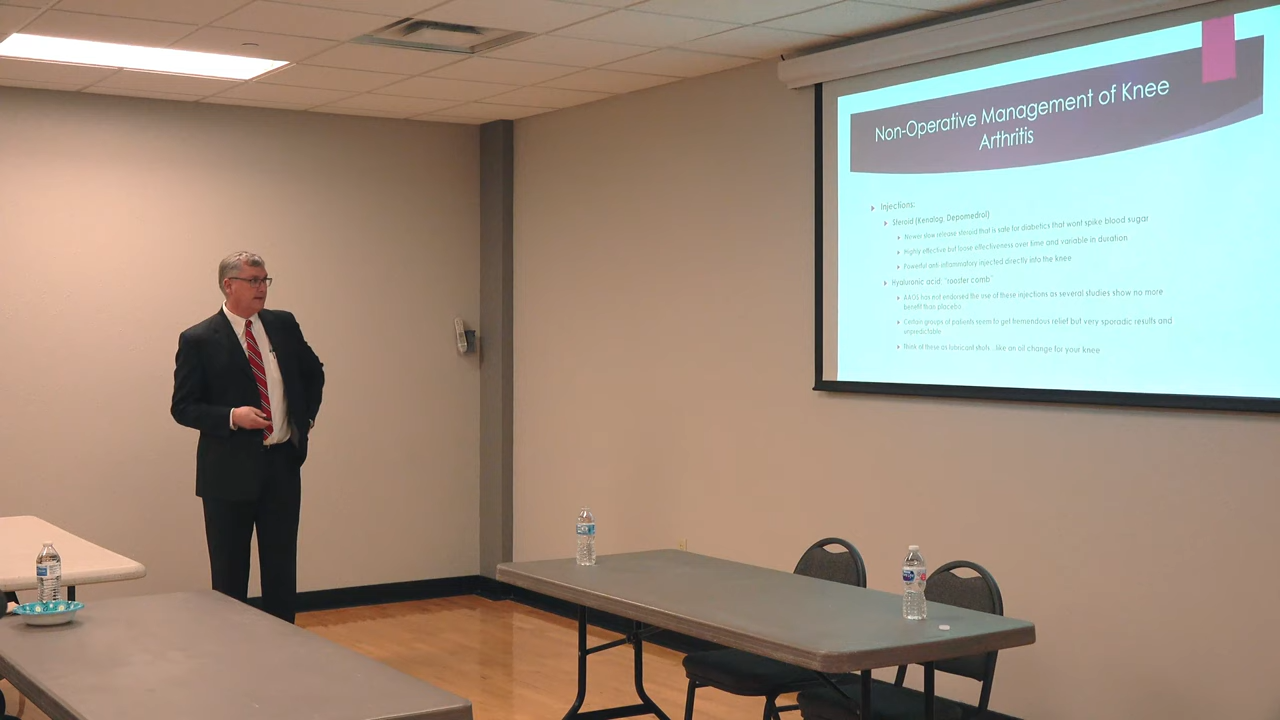 Non-Operative Management of Knee
Arthritis
Injections:
Steroid (Kenalog, Depomedrol)
Newer slow release steroid that is safe for diabetics that wont spike blood sugar
Highly effective but loose effectiveness over time and variable in duration
Powerful anti inflammatory injected directly into the knee
Hyaluronic acid, "rooster comb"
AAOS has not endorsed the use of these injections as several studies show no more
benefit than placebo
Certain groups of patients seem to get tremendous relief but very sporadic results and
unpredictable
Think of these as lubricant shots...like an oil change for your knee